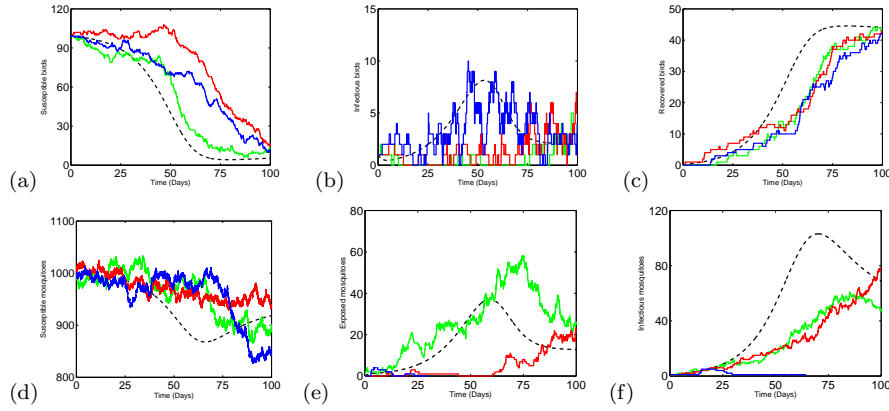 120
90
60
30
0
Susceptible birds
0 25 50 75 100
Time (Days)
(a)
15
10
5
0
Infectious birds
0 25 50 75 100
Time (Days)
(b)
50
40
30
20
10
0
Recovered birds
0 25 50 75 100
Time (Days)
(c)
1100
1000
900
800
Susceptible mosquitoes
0 25 50 75 100
Time (Days)
(d)
80
60
40
20
0
Exposed mosquitoes
0 25 50 75 100
Time (Days)
(e)
120
80
40
0
Infectious mosquitoes
0 25 50 75 100
Time (Days)
(f)